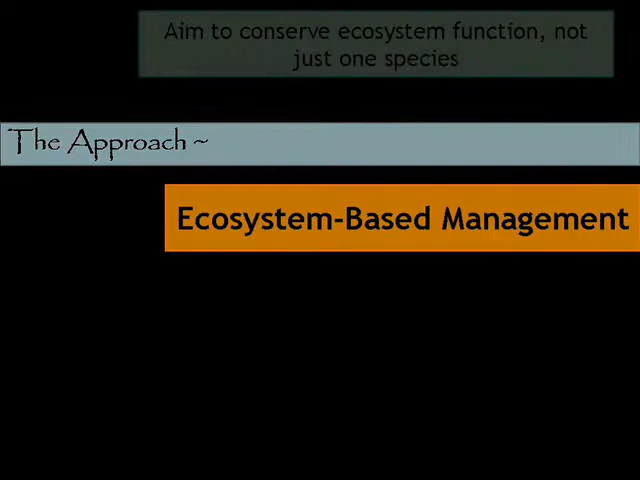 Aim to conserve ecosystem function, not
just one species
The Approach ~
Ecosystem-Based Management